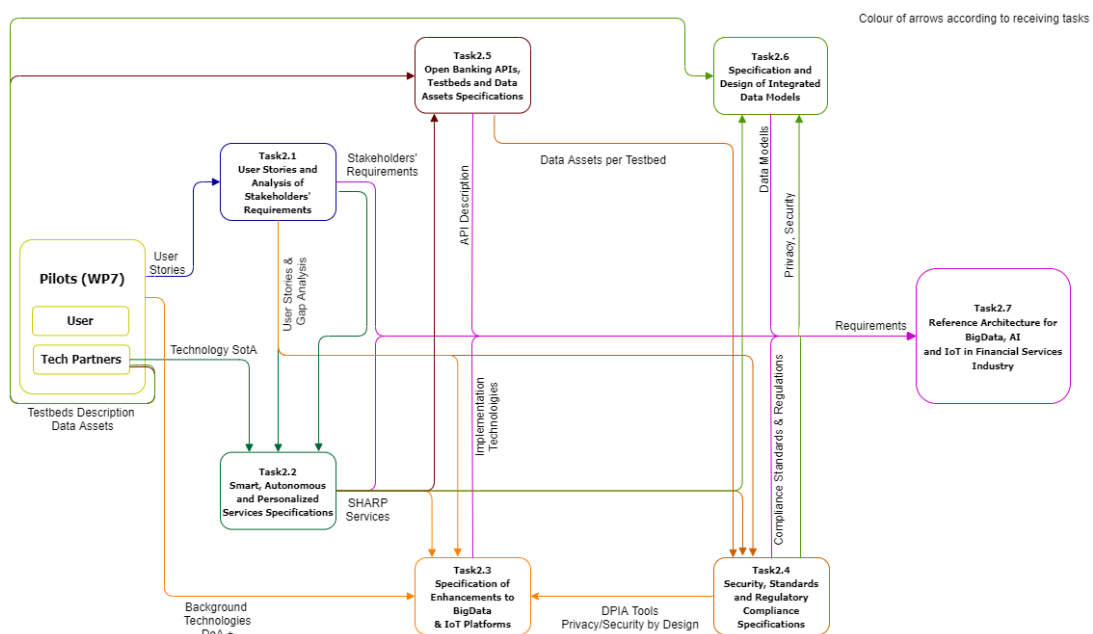 Colour of arrows according to receiving tasks
Task2.5
Open Banking APIs,
Testbeds and Data
Assets Specifications
Task2.6
Specification and
Design of Integrated
Data Models
Task2.1
User Stories and
Analysis of
Stakeholders'
Requirements
Stakeholders'
Requirements
Data Assets per Testbed
API Description
Data Modells
Privacy, Security
User
Stories
Pilots (WP7)
User
Tech Partners
User Stories &
Gap Analysis
Technology SotA
Testbeds Description
Data Assets
Requirements
Task2.7
Reference Architecture for
BigData, AI
and IoT in Financial Services
Industry
Implementation
Technoloigies
Compliance Standards & Regulations
Task2.2
Smart, Autonomous
and Personalized
Services Specifications
SHARP
Services
Task2.3
Specification of
Enhancements to
BigData
& IoT Platforms
Task2.4
Security, Standards
and Regulatory
Compliance
Specifications
DPIA Tools
Privacy/Security by Design
Background
Technologies
DoA +